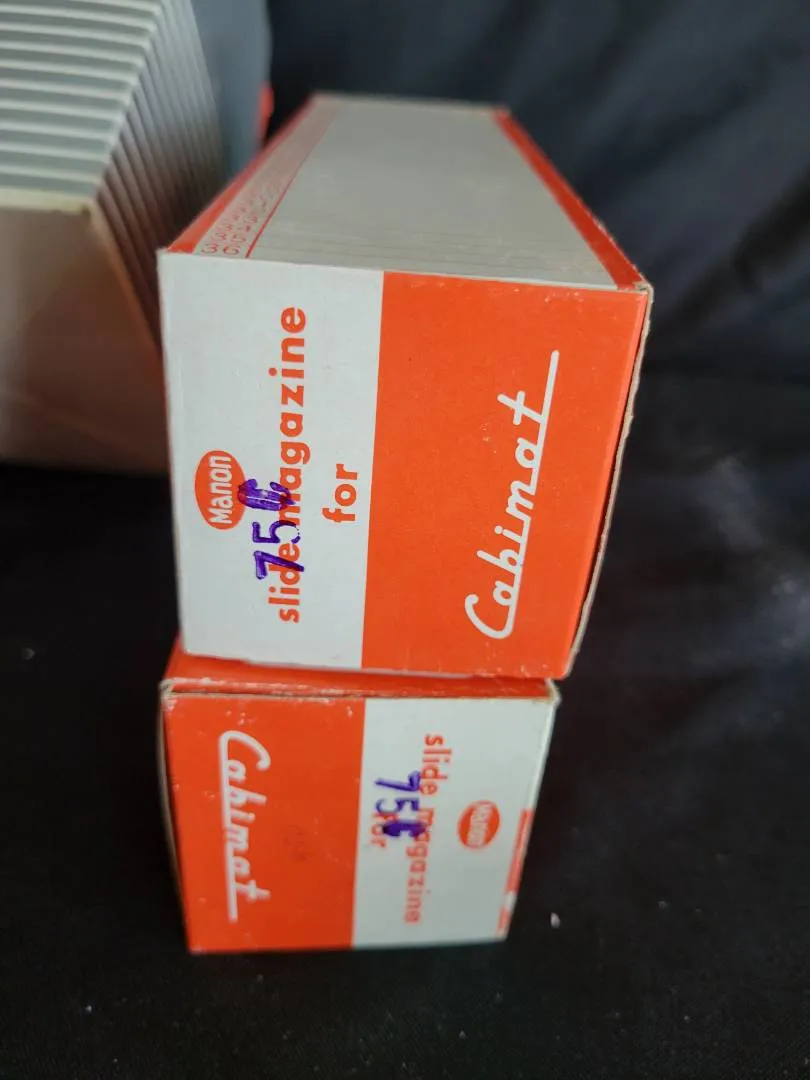 Manon
75¢
slide magazine
for
Cabimat
Cabimat
slide magazine
for
75¢
Manon